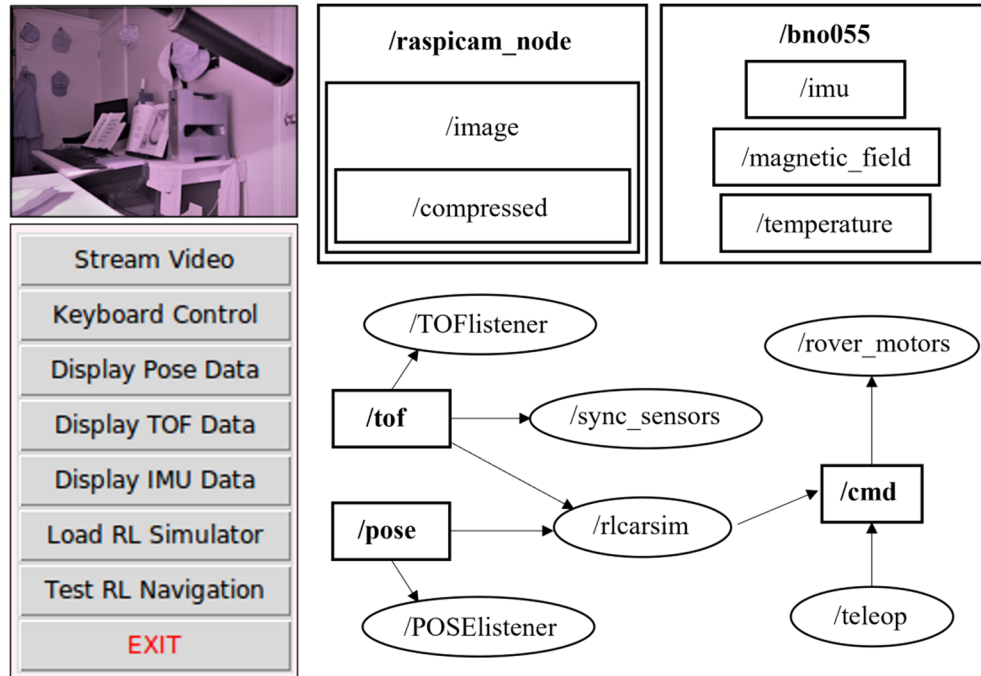 Stream Video
Keyboard Control
Display Pose Data
Display TOF Data
Display IMU Data
Load RL Simulator
Test RL Navigation
EXIT
/raspicam_node
/image
/compressed
/bno055
/imu
/magnetic_field
/temperature
/TOFlistener
/tof
/sync_sensors
/pose
/rlcarsim
/POSElistener
/rover_motors
/cmd
/teleop